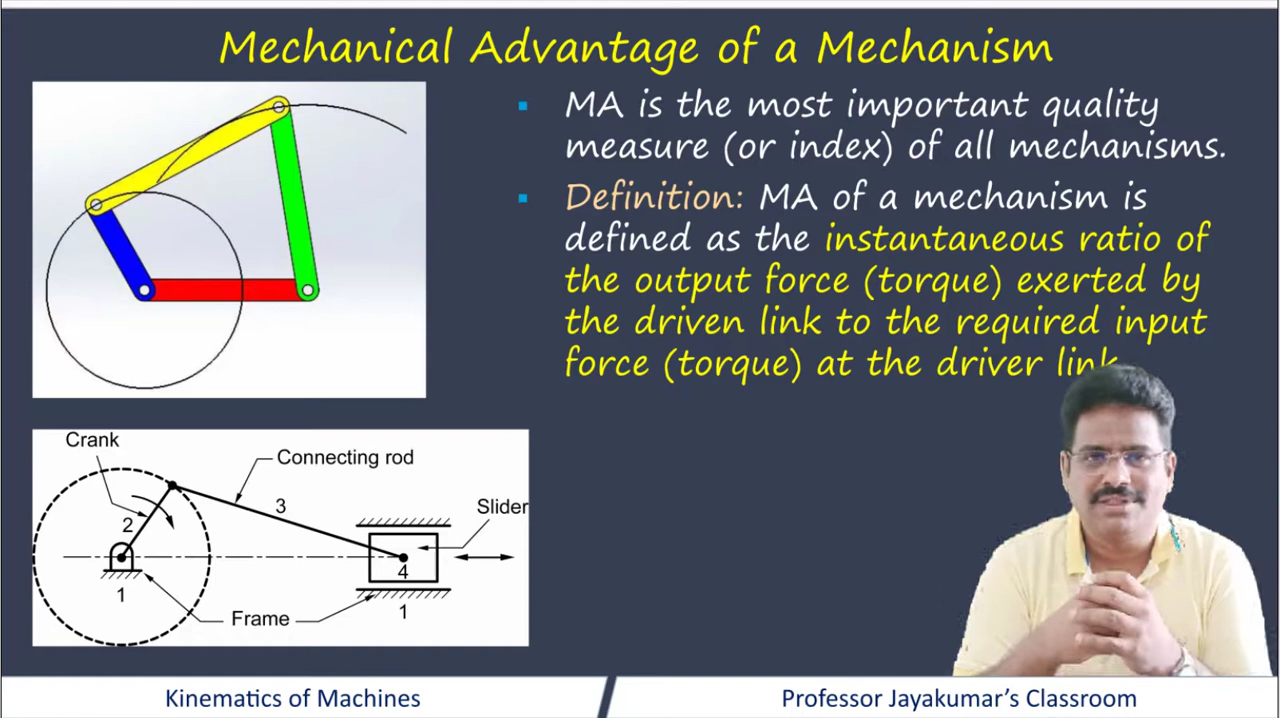 Mechanical Advantage of a Mechanism
▪ MA is the most important quality
measure (or index) of all mechanisms.
▪ Definition: MA of a mechanism is
defined as the instantaneous ratio of
the output force (torque) exerted by
the driven link to the required input
force (torque) at the driver link
Crank
Connecting rod
3
Slider
2
4
1
Frame
1
Kinematics of Machines
Professor Jayakumar's Classroom